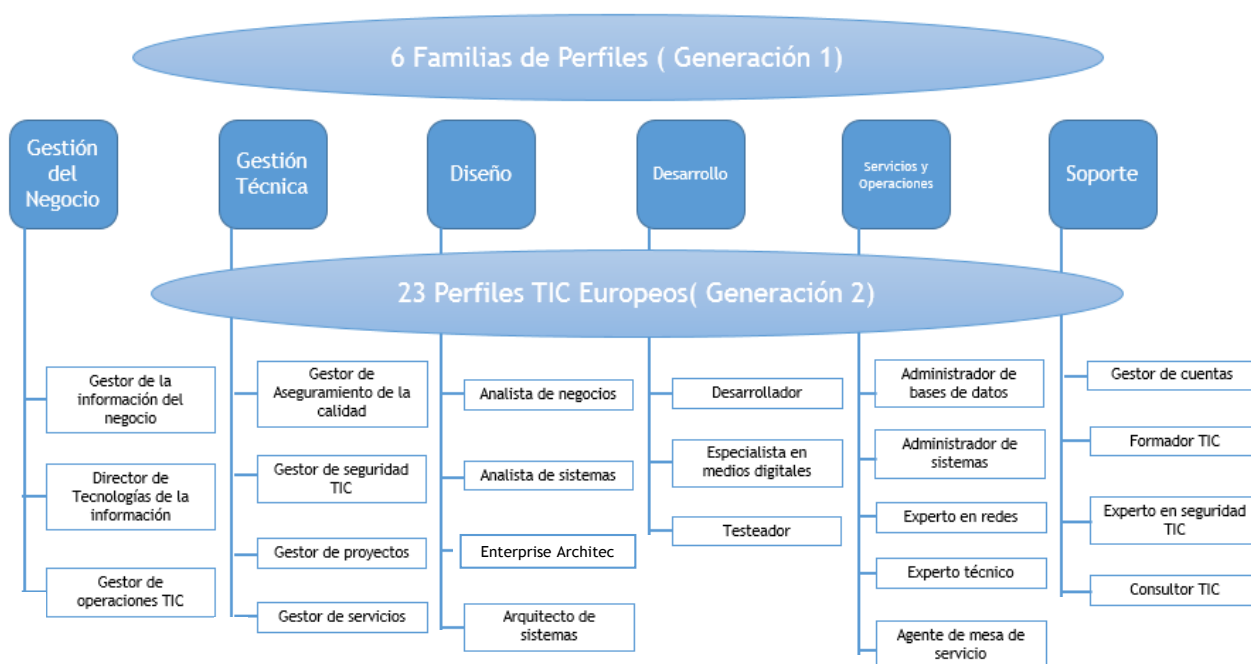 6 Familias de Perfiles ( Generación 1)
Gestión
del
Negocio
Gestión
Técnica
Diseño
Desarrollo
Servicios y
Operaciones
Soporte
23 Perfiles TIC Europeos( Generación 2)
Gestor de la
información del
negocio
Director de
Tecnologías de la
información
Gestor de
operaciones TIC
Gestor de
Aseguramiento de la
calidad
Gestor de seguridad
TIC
Gestor de proyectos
Gestor de servicios
Analista de negocios
Analista de sistemas
Enterprise Architec
Arquitecto de
sistemas
Desarrollador
Especialista en
medios digitales
Testeador
Administrador de
bases de datos
Administrador de
sistemas
Experto en redes
Experto técnico
Agente de mesa de
servicio
Gestor de cuentas
Formador TIC
Experto en seguridad
TIC
Consultor TIC